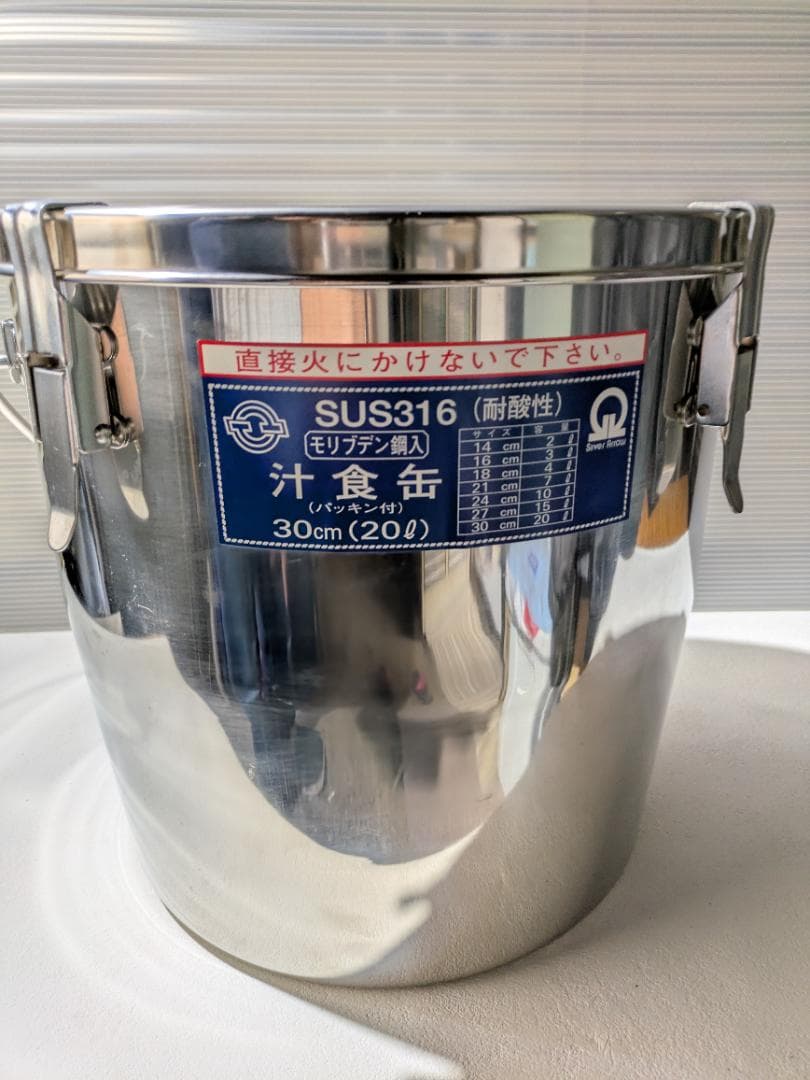 直接火にかけないで下さい。
SUS316（耐酸性）
モリブデン鋼入
汁食缶
（パッキン付）
30cm（20ℓ）
サイズ 容量
14 cm 2 ℓ
16 cm 3 ℓ
18 cm 4 ℓ
21 cm 7 ℓ
24 cm 10 ℓ
27 cm 15 ℓ
30 cm 20 ℓ
Silver Arrow